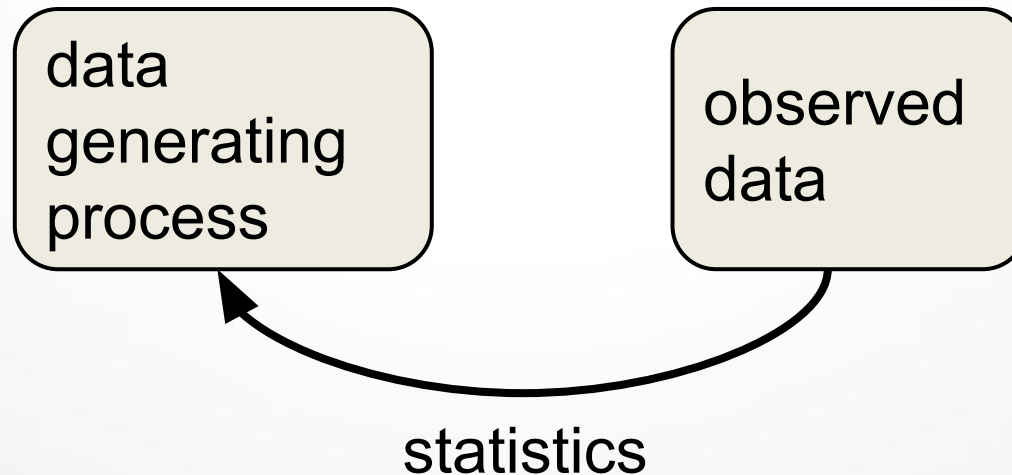 data
generating
process
observed
data
statistics